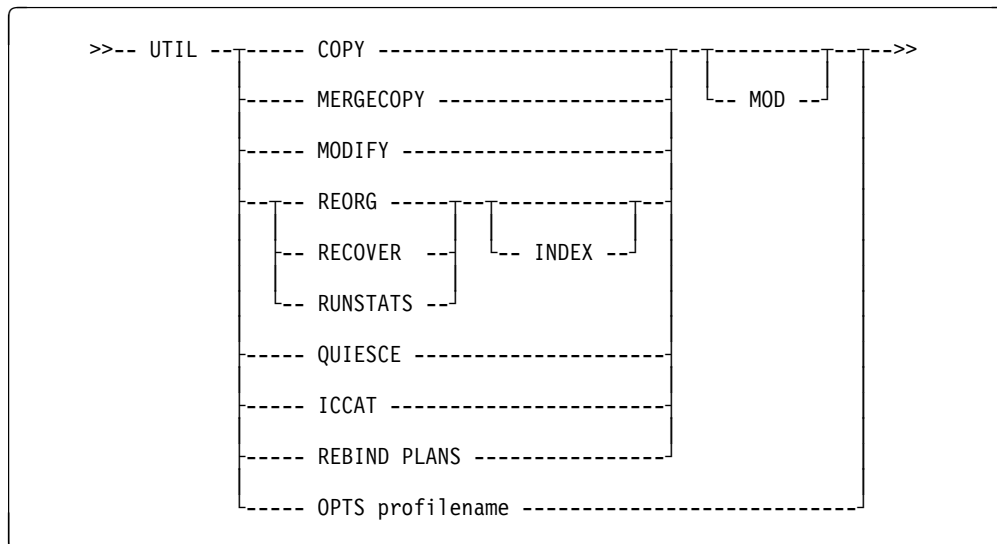 >>-- UTIL ------- COPY ------------------------------------->>
----- MERGECOPY ---------------------- -- MOD --
----- MODIFY --------------------------
---- REORG ----------------------
-- RECOVER -- -- INDEX --
-- RUNSTATS --
----- QUIESCE ------------------------
----- ICCAT --------------------------
----- REBIND PLANS -----------------
----- OPTS profilename -----------------------------